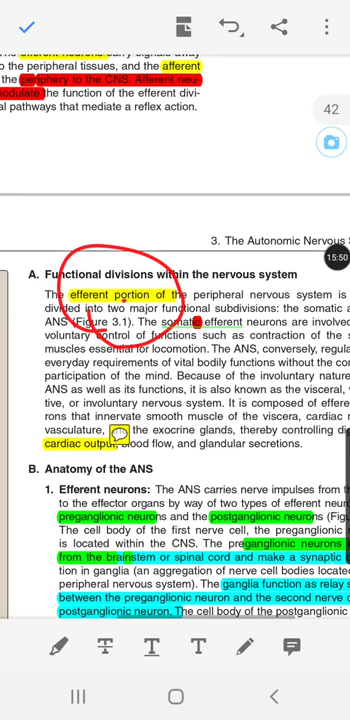 carry signals away
o the peripheral tissues, and the afferent
the periphery to the CNS. Afferent neu-
modulate the function of the efferent divi-
al pathways that mediate a reflex action.
42
3. The Autonomic Nervous S
15:50
A. Functional divisions within the nervous system
The efferent portion of the peripheral nervous system is
divided into two major functional subdivisions: the somatic a
ANS (Figure 3.1). The somatic efferent neurons are involved
voluntary control of functions such as contraction of the s
muscles essential for locomotion. The ANS, conversely, regula
everyday requirements of vital bodily functions without the co
participation of the mind. Because of the involuntary nature
ANS as well as its functions, it is also known as the visceral,
tive, or involuntary nervous system. It is composed of effere
rons that innervate smooth muscle of the viscera, cardiac
vasculature, the exocrine glands, thereby controlling di
cardiac output, blood flow, and glandular secretions.
B. Anatomy of the ANS
1. Efferent neurons: The ANS carries nerve impulses from t
to the effector organs by way of two types of efferent neur
preganglionic neurons and the postganglionic neurons (Figu
The cell body of the first nerve cell, the preganglionic
is located within the CNS. The preganglionic neurons
from the brainstem or spinal cord and make a synaptic
tion in ganglia (an aggregation of nerve cell bodies locate
peripheral nervous system). The ganglia function as relay s
between the preganglionic neuron and the second nerve c
postganglionic neuron. The cell body of the postganglionic